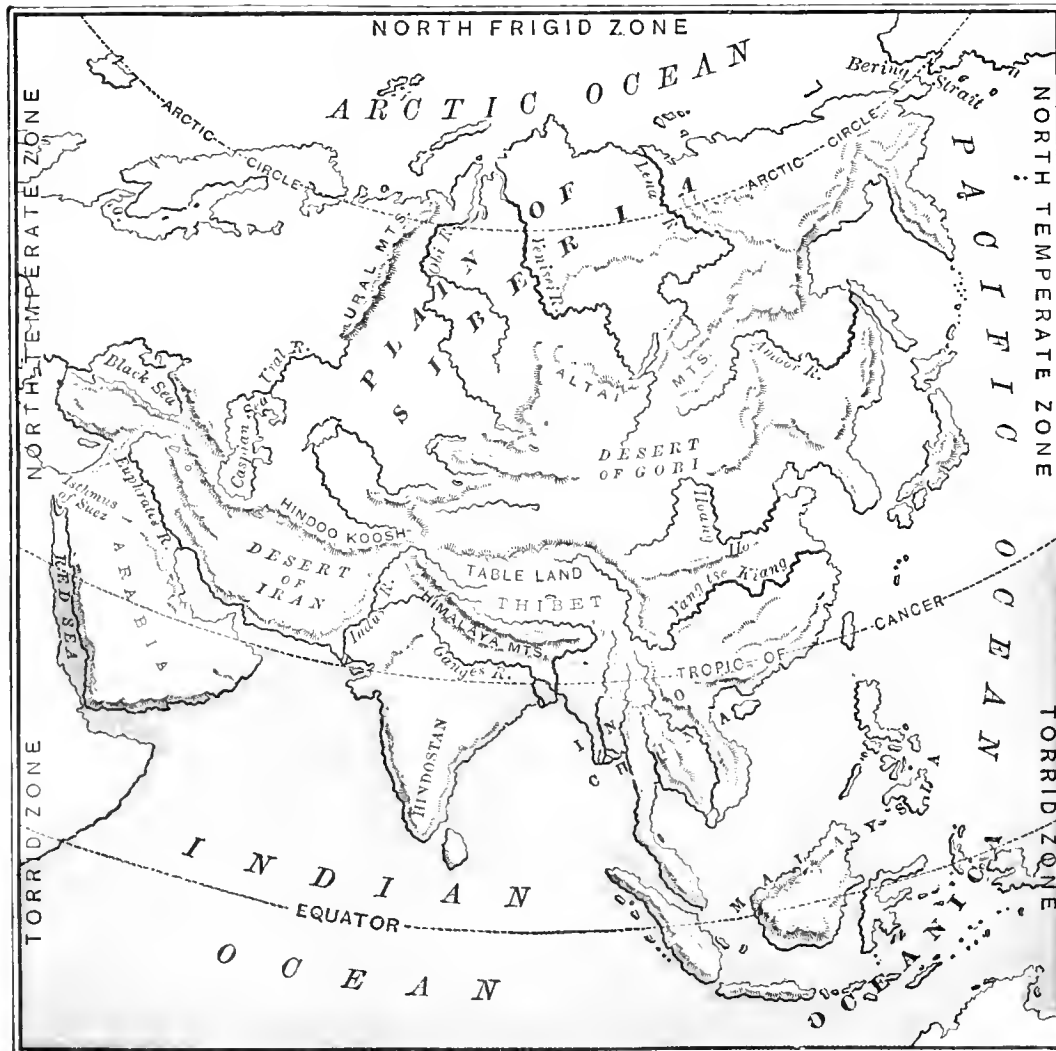 NORTH FRIGID ZONE
ARCTIC OCEAN
Bering
Strait
ARCTIC
CIRCLE
ARCTIC CIRCLE
NORTH TEMPERATE ZONE
NORTH TEMPERATE ZONE
PACIFIC OCEAN
Lena R.
Yenisei R.
Obi R.
URAL MTS.
PLAIN OF
SIBERIA
Ural R.
Black Sea
Caspian Sea
ALTAI
MTS.
Amoor R.
DESERT
OF GOBI
Euphrates R.
Isthmus
of Suez
HINDOO KOOSH
Hoang Ho
DESERT
OF
IRAN
TABLE LAND
THIBET
Yang tse Kiang
RED SEA
ARABIA
Indus R.
HIMALAYA MTS.
Ganges R.
TROPIC OF CANCER
HINDOSTAN
TORRID ZONE
TORRID ZONE
MALAYSIA
INDIAN
EQUATOR
OCEAN
OCEANIC